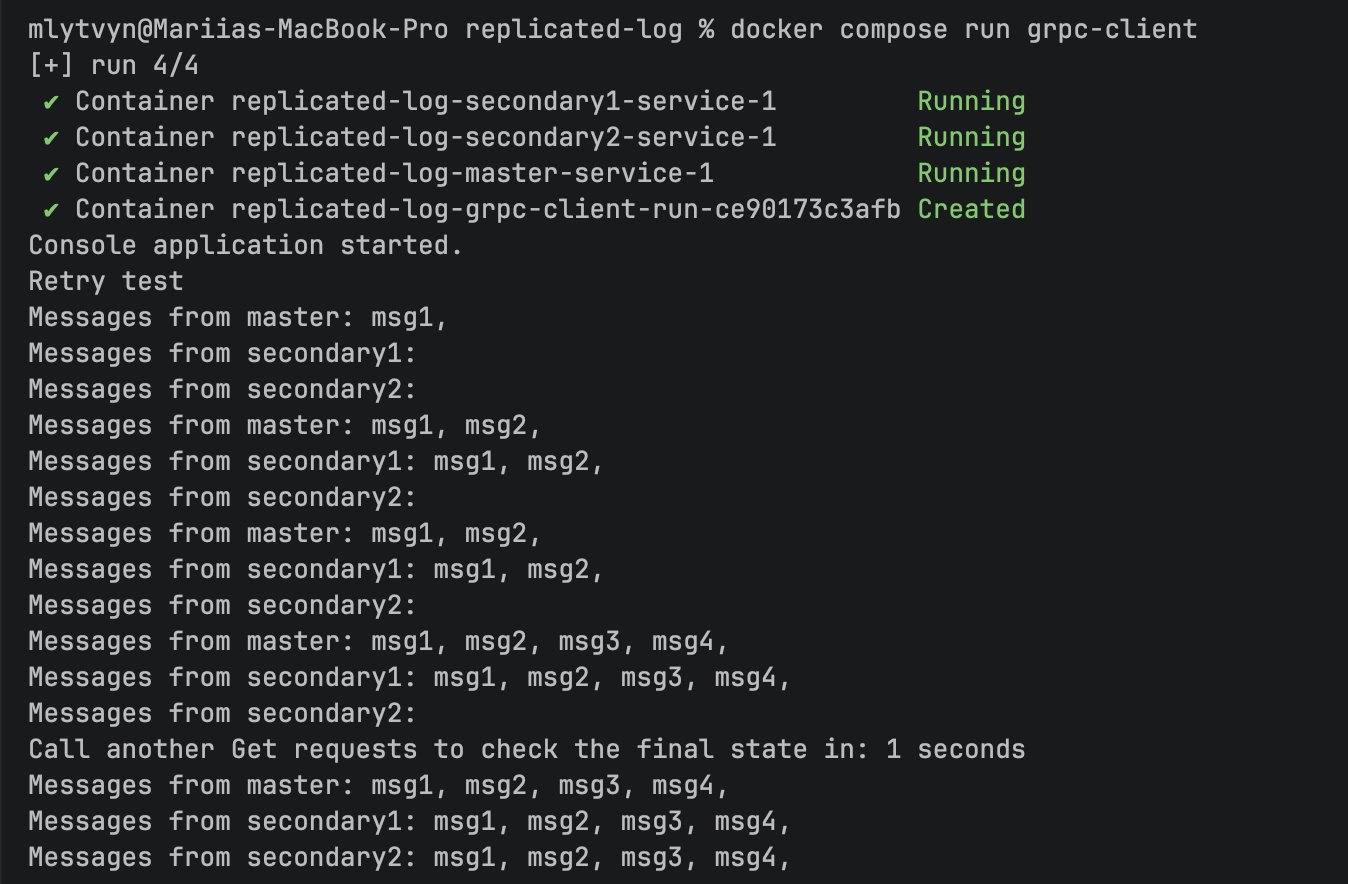 mlytvyn@Mariias-MacBook-Pro replicated-log % docker compose run grpc-client
[+] run 4/4
✔ Container replicated-log-secondary1-service-1 Running
✔ Container replicated-log-secondary2-service-1 Running
✔ Container replicated-log-master-service-1 Running
✔ Container replicated-log-grpc-client-run-ce90173c3afb Created
Console application started.
Retry test
Messages from master: msg1,
Messages from secondary1:
Messages from secondary2:
Messages from master: msg1, msg2,
Messages from secondary1: msg1, msg2,
Messages from secondary2:
Messages from master: msg1, msg2,
Messages from secondary1: msg1, msg2,
Messages from secondary2:
Messages from master: msg1, msg2, msg3, msg4,
Messages from secondary1: msg1, msg2, msg3, msg4,
Messages from secondary2:
Call another Get requests to check the final state in: 1 seconds
Messages from master: msg1, msg2, msg3, msg4,
Messages from secondary1: msg1, msg2, msg3, msg4,
Messages from secondary2: msg1, msg2, msg3, msg4,